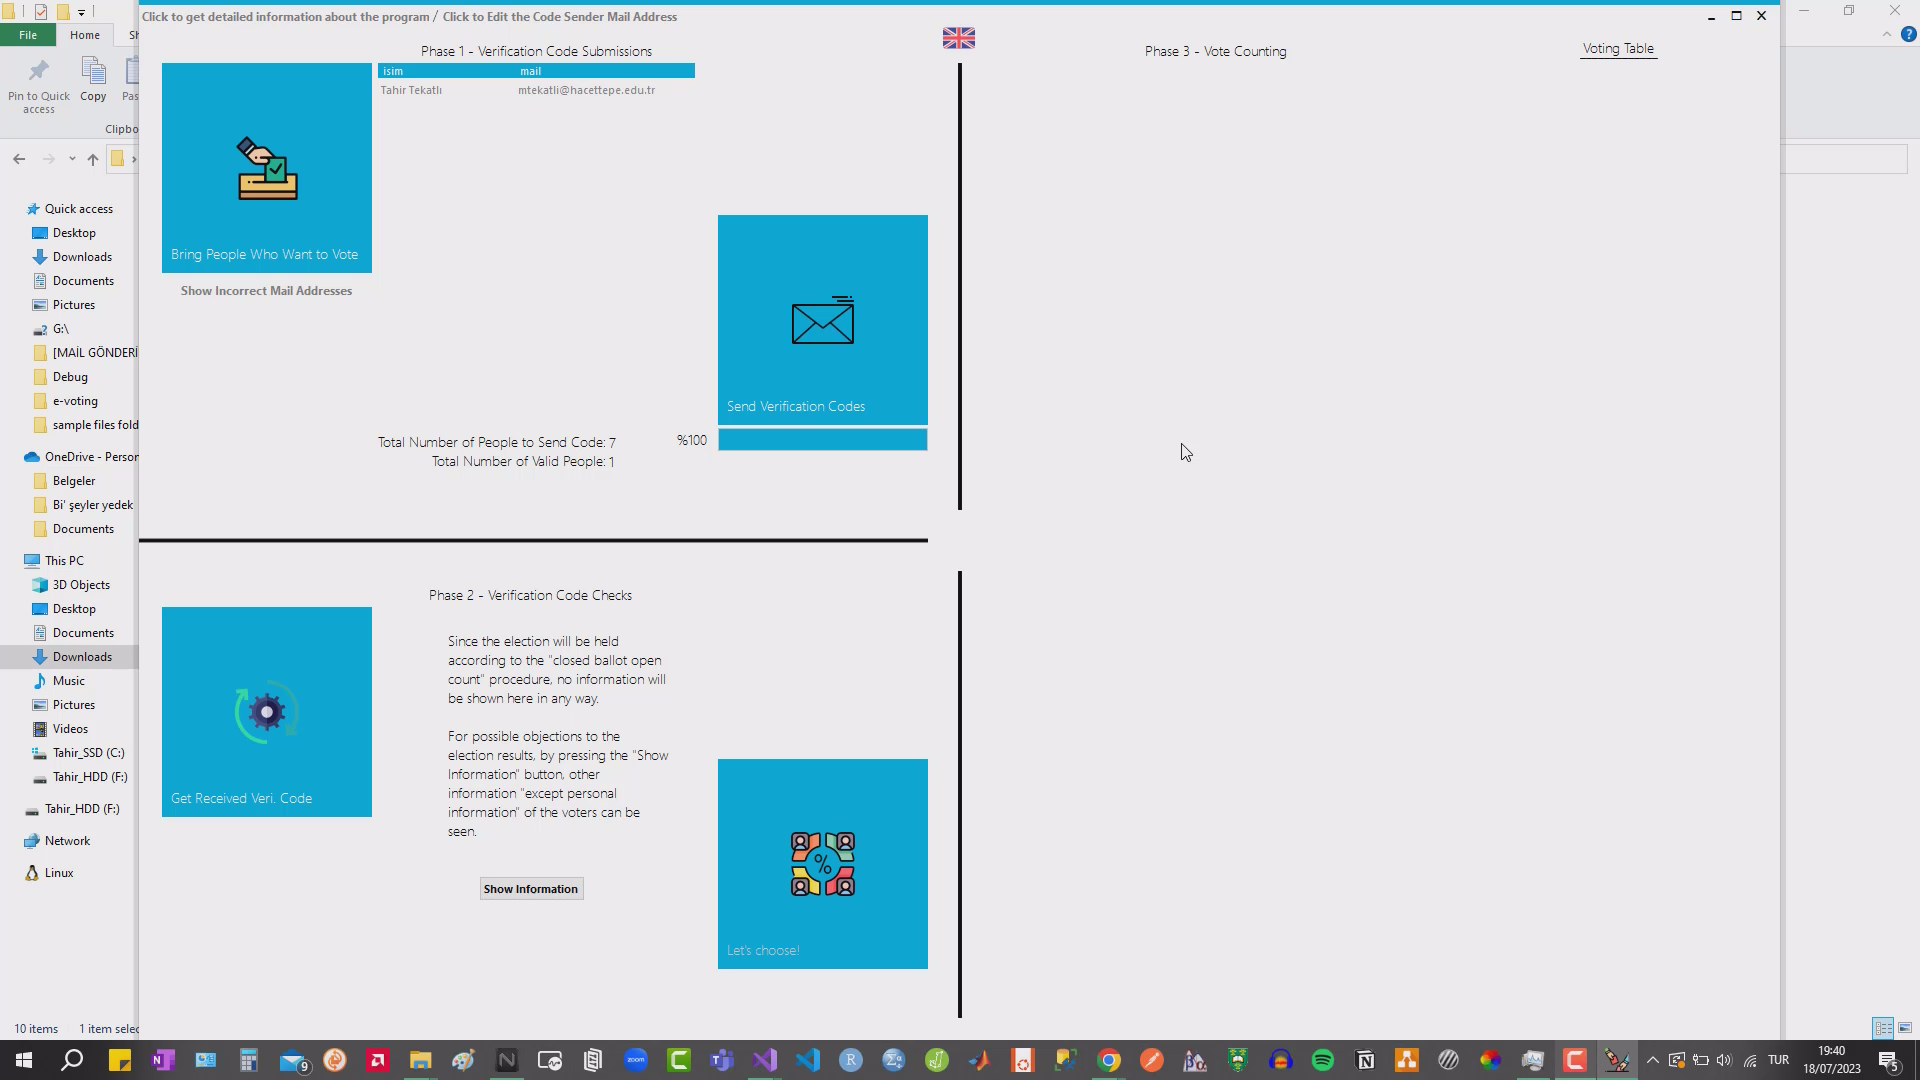 Click to get detailed information about the program / Click to Edit the Code Sender Mail Address
File
Home
Pin to Quick
access
Copy
Clipbo
Phase 1 - Verification Code Submissions
isim mail
Tahir Tekatlı mtekatli@hacettepe.edu.tr
Bring People Who Want to Vote
Show Incorrect Mail Addresses
Send Verification Codes
Total Number of People to Send Code: 7
%100
Total Number of Valid People: 1
Phase 3 - Vote Counting
Voting Table
Phase 2 - Verification Code Checks
Get Received Veri. Code
Since the election will be held
according to the "closed ballot open
count" procedure, no information will
be shown here in any way.
For possible objections to the
election results, by pressing the "Show
Information" button, other
information "except personal
information" of the voters can be
seen.
Show Information
Let's choose!
Quick access
Desktop
Downloads
Documents
Pictures
G:\
[MAİL GÖNDERİ
Debug
e-voting
sample files fold
OneDrive - Person
Belgeler
Bi' şeyler yedek
Documents
This PC
3D Objects
Desktop
Documents
Downloads
Music
Pictures
Videos
Tahir_SSD (C:)
Tahir_HDD (F:)
Tahir_HDD (F:)
Network
Linux
10 items
1 item selec
9
TUR
19:40
18/07/2023
5